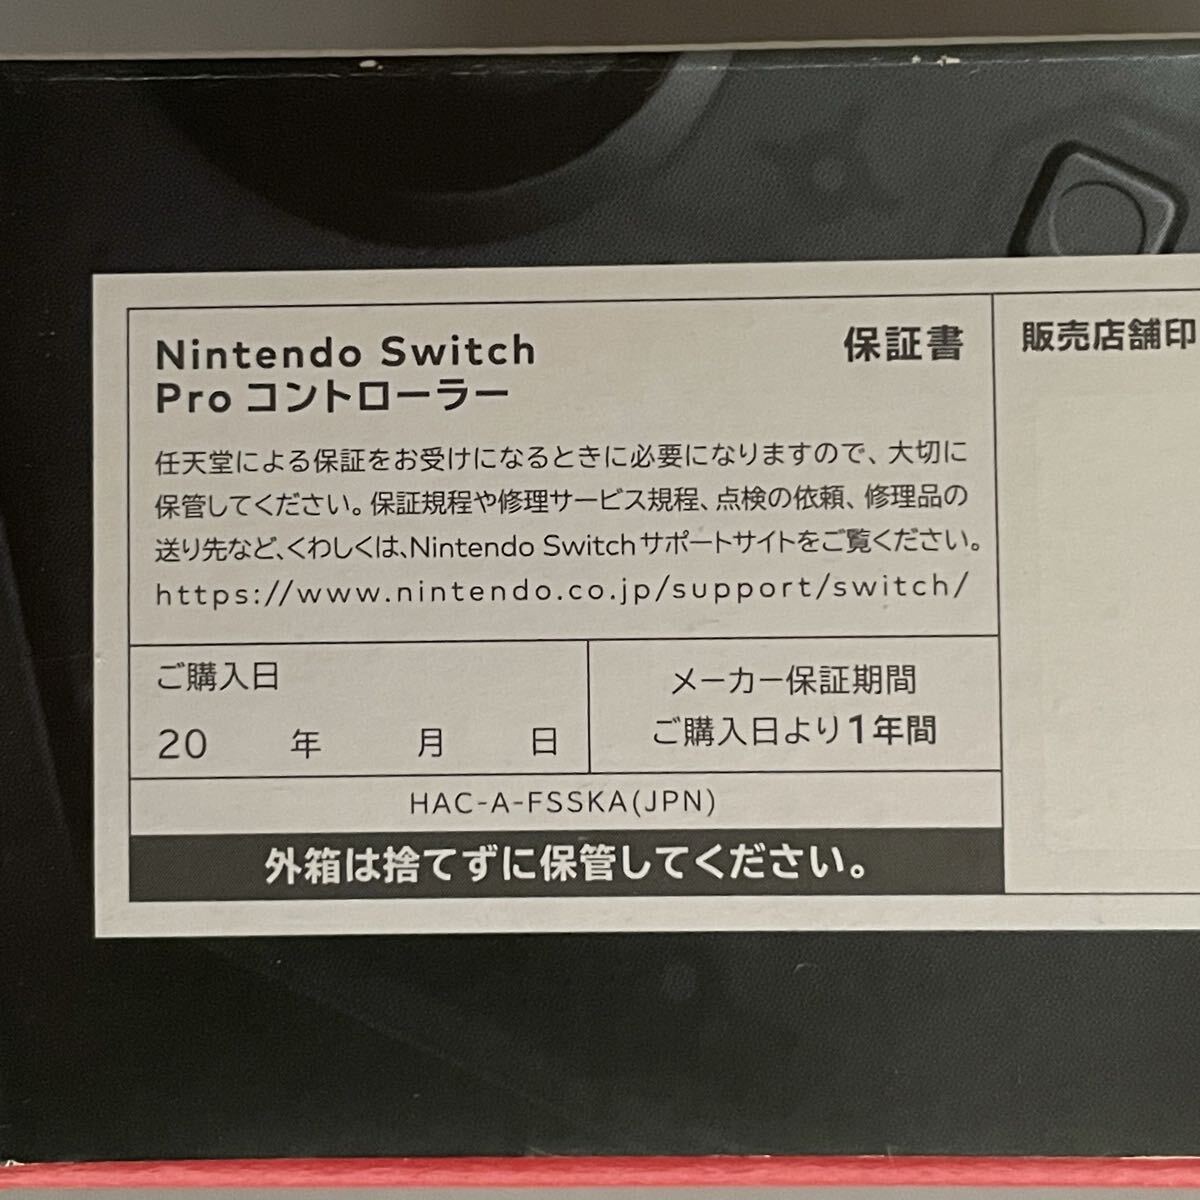 Nintendo Switch
Pro コントローラー
保証書
任天堂による保証をお受けになるときに必要になりますので、大切に
保管してください。保証規程や修理サービス規程、点検の依頼、修理品の
送り先など、くわしくは、Nintendo Switchサポートサイトをご覧ください。
https://www.nintendo.co.jp/support/switch/
販売店舗印
ご購入日
20 年 月 日
メーカー保証期間
ご購入日より1年間
HAC-A-FSSKA(JPN)
外箱は捨てずに保管してください。